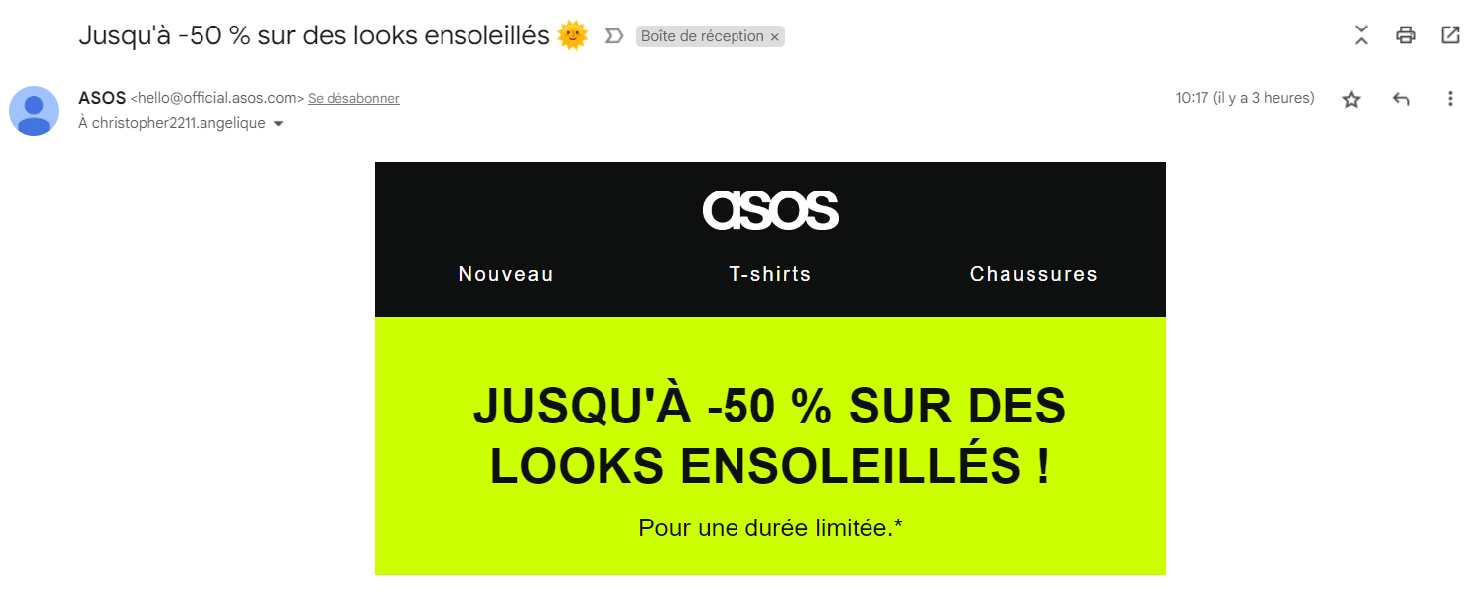 Jusqu'à -50 % sur des looks ensoleillés 🌞 Boîte de réception ×
ASOS <hello@official.asos.com> Se désabonner 10:17 (il y a 3 heures)
À christopher2211.angelique
asos
Nouveau T-shirts Chaussures
JUSQU'À -50 % SUR DES
LOOKS ENSOLEILLÉS !
Pour une durée limitée.*